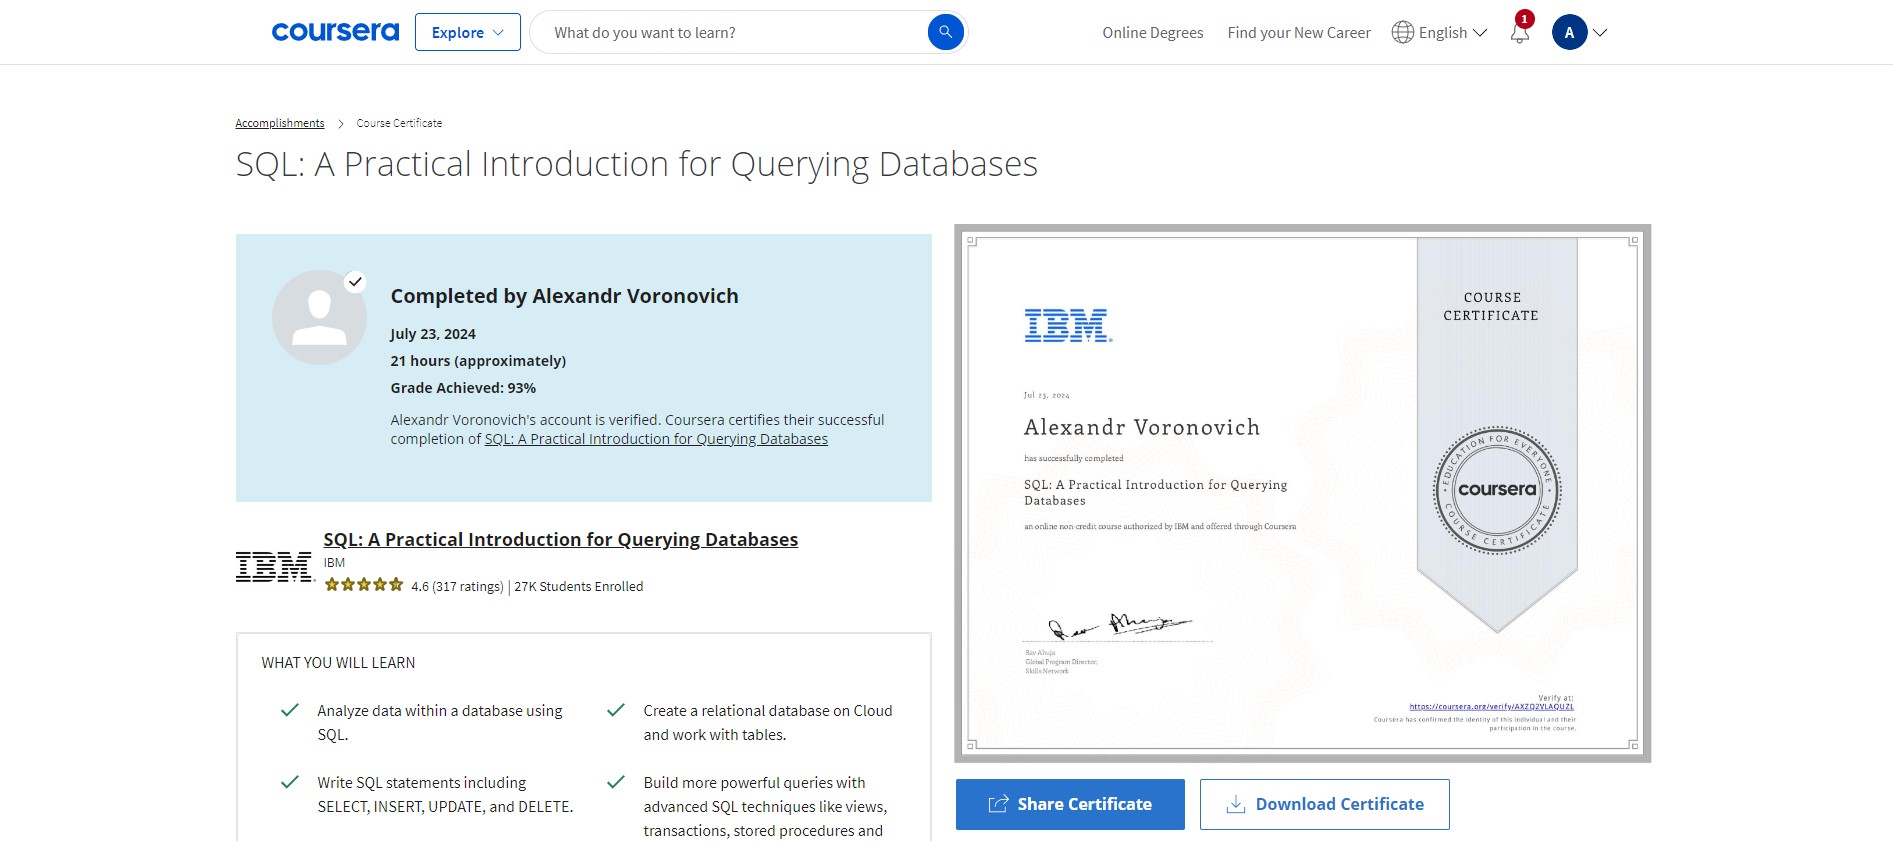 coursera
Explore
What do you want to learn?
Online Degrees
Find your New Career
English
1
A
Accomplishments
Course Certificate
SQL: A Practical Introduction for Querying Databases
Completed by Alexandr Voronovich
July 23, 2024
21 hours (approximately)
Grade Achieved: 93%
Alexandr Voronovich's account is verified. Coursera certifies their successful
completion of SQL: A Practical Introduction for Querying Databases
IBM
SQL: A Practical Introduction for Querying Databases
IBM
4.6 (317 ratings) | 27K Students Enrolled
WHAT YOU WILL LEARN
Analyze data within a database using
SQL.
Write SQL statements including
SELECT, INSERT, UPDATE, and DELETE.
Create a relational database on Cloud
and work with tables.
Build more powerful queries with
advanced SQL techniques like views,
transactions, stored procedures and
IBM
Jul 23, 2024
Alexandr Voronovich
has successfully completed
SQL: A Practical Introduction for Querying
Databases
an online non-credit course authorized by IBM and offered through Coursera
Rav Ahuja
Rav Ahuja
Global Program Director,
Skills Network
COURSE
CERTIFICATE
EDUCATION FOR EVERYONE
coursera
COURSE CERTIFICATE
Verify at:
https://coursera.org/verify/AXZQ2VLAQUZL
Coursera has confirmed the identity of this individual and their
participation in the course.
Share Certificate
Download Certificate